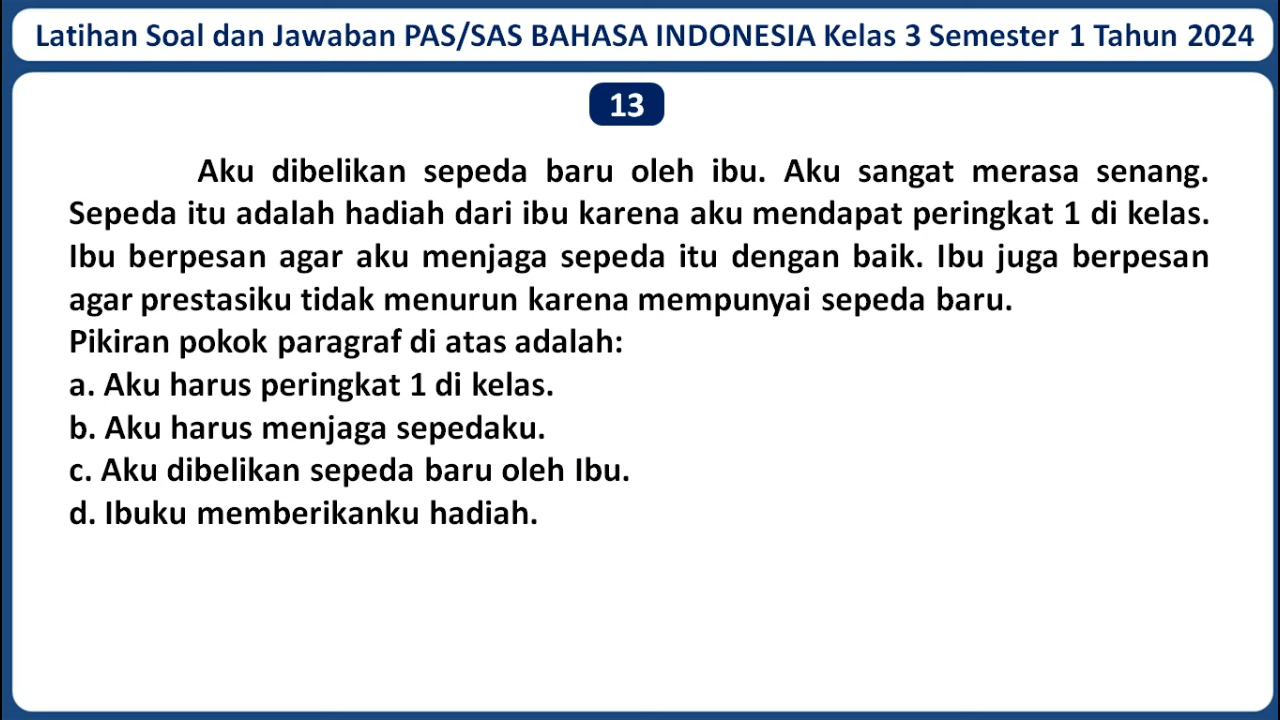 Latihan Soal dan Jawaban PAS/SAS BAHASA INDONESIA Kelas 3 Semester 1 Tahun 2024
13
Aku dibelikan sepeda baru oleh ibu. Aku sangat merasa senang.
Sepeda itu adalah hadiah dari ibu karena aku mendapat peringkat 1 di kelas.
Ibu berpesan agar aku menjaga sepeda itu dengan baik. Ibu juga berpesan
agar prestasiku tidak menurun karena mempunyai sepeda baru.
Pikiran pokok paragraf di atas adalah:
a. Aku harus peringkat 1 di kelas.
b. Aku harus menjaga sepedaku.
c. Aku dibelikan sepeda baru oleh Ibu.
d. Ibuku memberikanku hadiah.